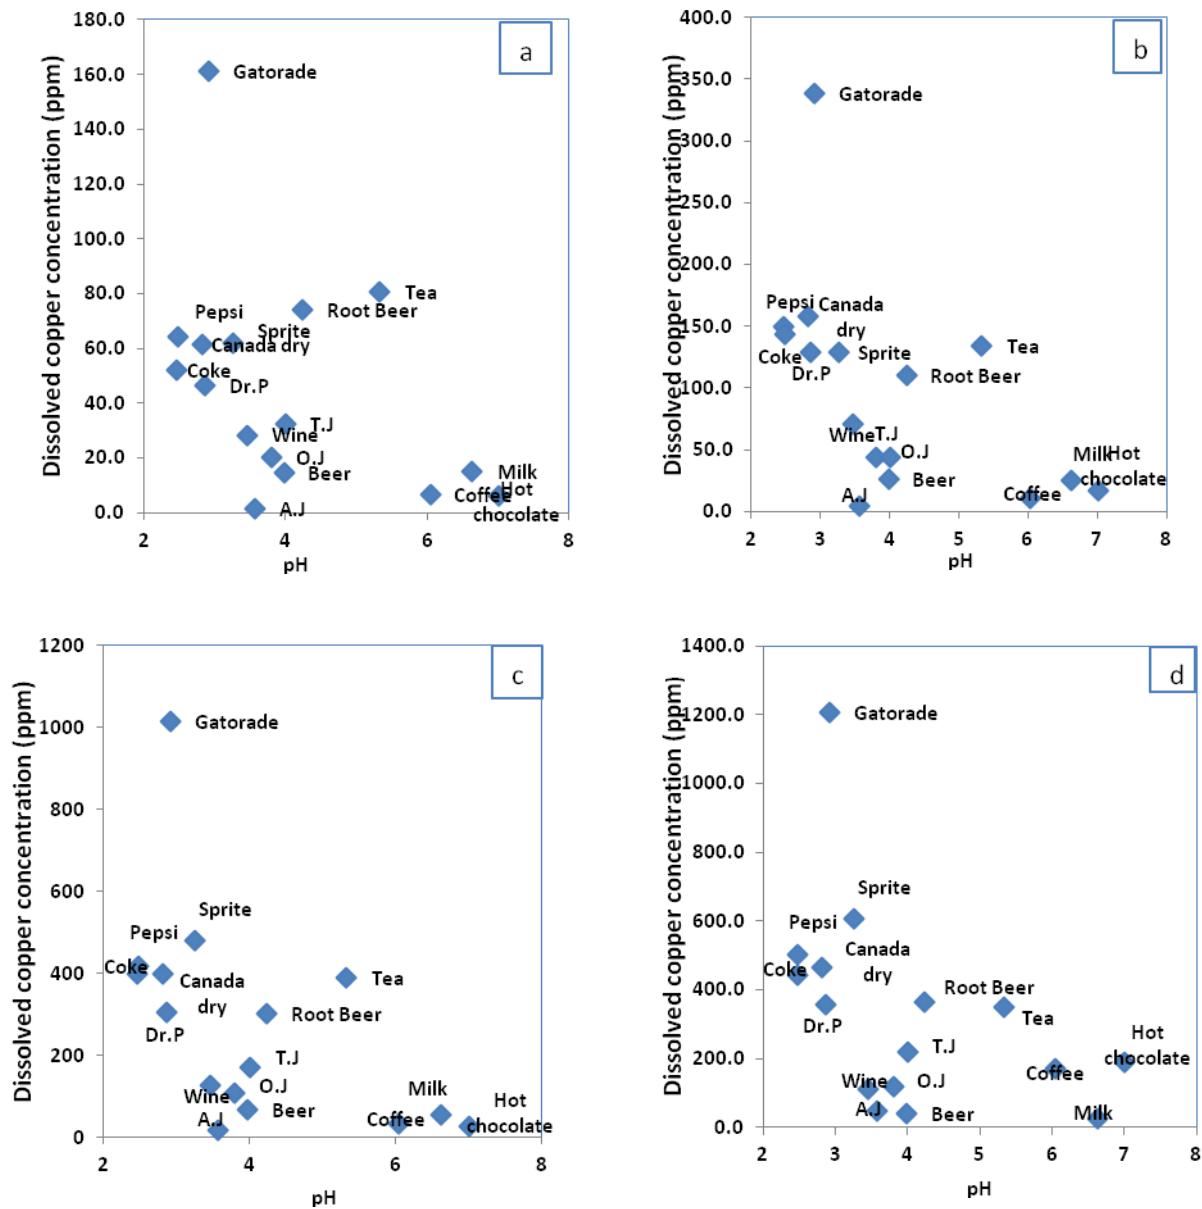 180.0
160.0
140.0
120.0
100.0
80.0
60.0
40.0
20.0
0.0
Dissolved copper concentration (ppm)
a
Gatorade
Tea
Root Beer
Pepsi
Sprite
Canada dry
Coke
Dr.P
T.J
Wine
O.J
Beer
A.J
Milk
Coffee
Hot
chocolate
2
4
6
8
pH
400.0
350.0
300.0
250.0
200.0
150.0
100.0
50.0
0.0
Dissolved copper concentration (ppm)
b
Gatorade
Pepsi
Canada
dry
Coke
Dr.P
Sprite
Tea
Root Beer
Wine
T.J
O.J
Beer
A.J
Milk
Hot
chocolate
Coffee
2
3
4
5
6
7
8
pH
1200
1000
800
600
400
200
0
Dissolved copper concentration (ppm)
c
Gatorade
Sprite
Pepsi
Coke
Canada
dry
Tea
Dr.P
Root Beer
T.J
O.J
Wine
Beer
A.J
Milk
Coffee
Hot
chocolate
2
4
6
8
pH
1400.0
1200.0
1000.0
800.0
600.0
400.0
200.0
0.0
Dissolved copper concentration (ppm)
d
Gatorade
Sprite
Pepsi
Canada
dry
Coke
Root Beer
Dr.P
Tea
T.J
Hot
chocolate
Coffee
Wine
O.J
A.J
Beer
Milk
2
3
4
5
6
7
8
pH